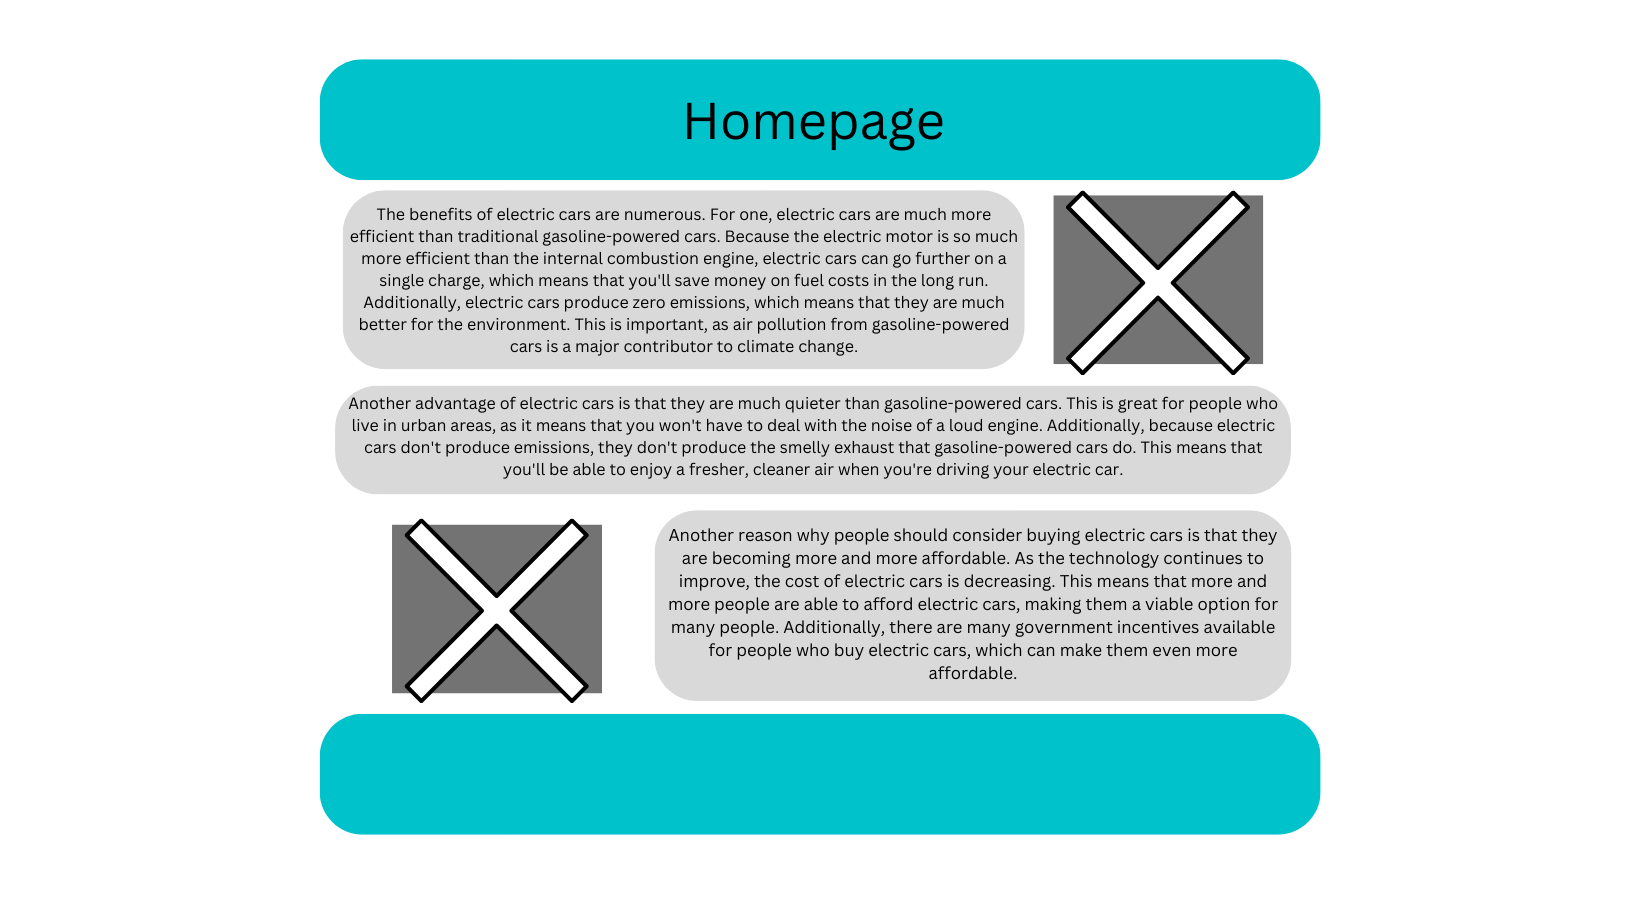 Homepage
The benefits of electric cars are numerous. For one, electric cars are much more
efficient than traditional gasoline-powered cars. Because the electric motor is so much
more efficient than the internal combustion engine, electric cars can go further on a
single charge, which means that you'll save money on fuel costs in the long run.
Additionally, electric cars produce zero emissions, which means that they are much
better for the environment. This is important, as air pollution from gasoline-powered
cars is a major contributor to climate change.
Another advantage of electric cars is that they are much quieter than gasoline-powered cars. This is great for people who
live in urban areas, as it means that you won't have to deal with the noise of a loud engine. Additionally, because electric
cars don't produce emissions, they don't produce the smelly exhaust that gasoline-powered cars do. This means that
you'll be able to enjoy a fresher, cleaner air when you're driving your electric car.
Another reason why people should consider buying electric cars is that they
are becoming more and more affordable. As the technology continues to
improve, the cost of electric cars is decreasing. This means that more and
more people are able to afford electric cars, making them a viable option for
many people. Additionally, there are many government incentives available
for people who buy electric cars, which can make them even more
affordable.